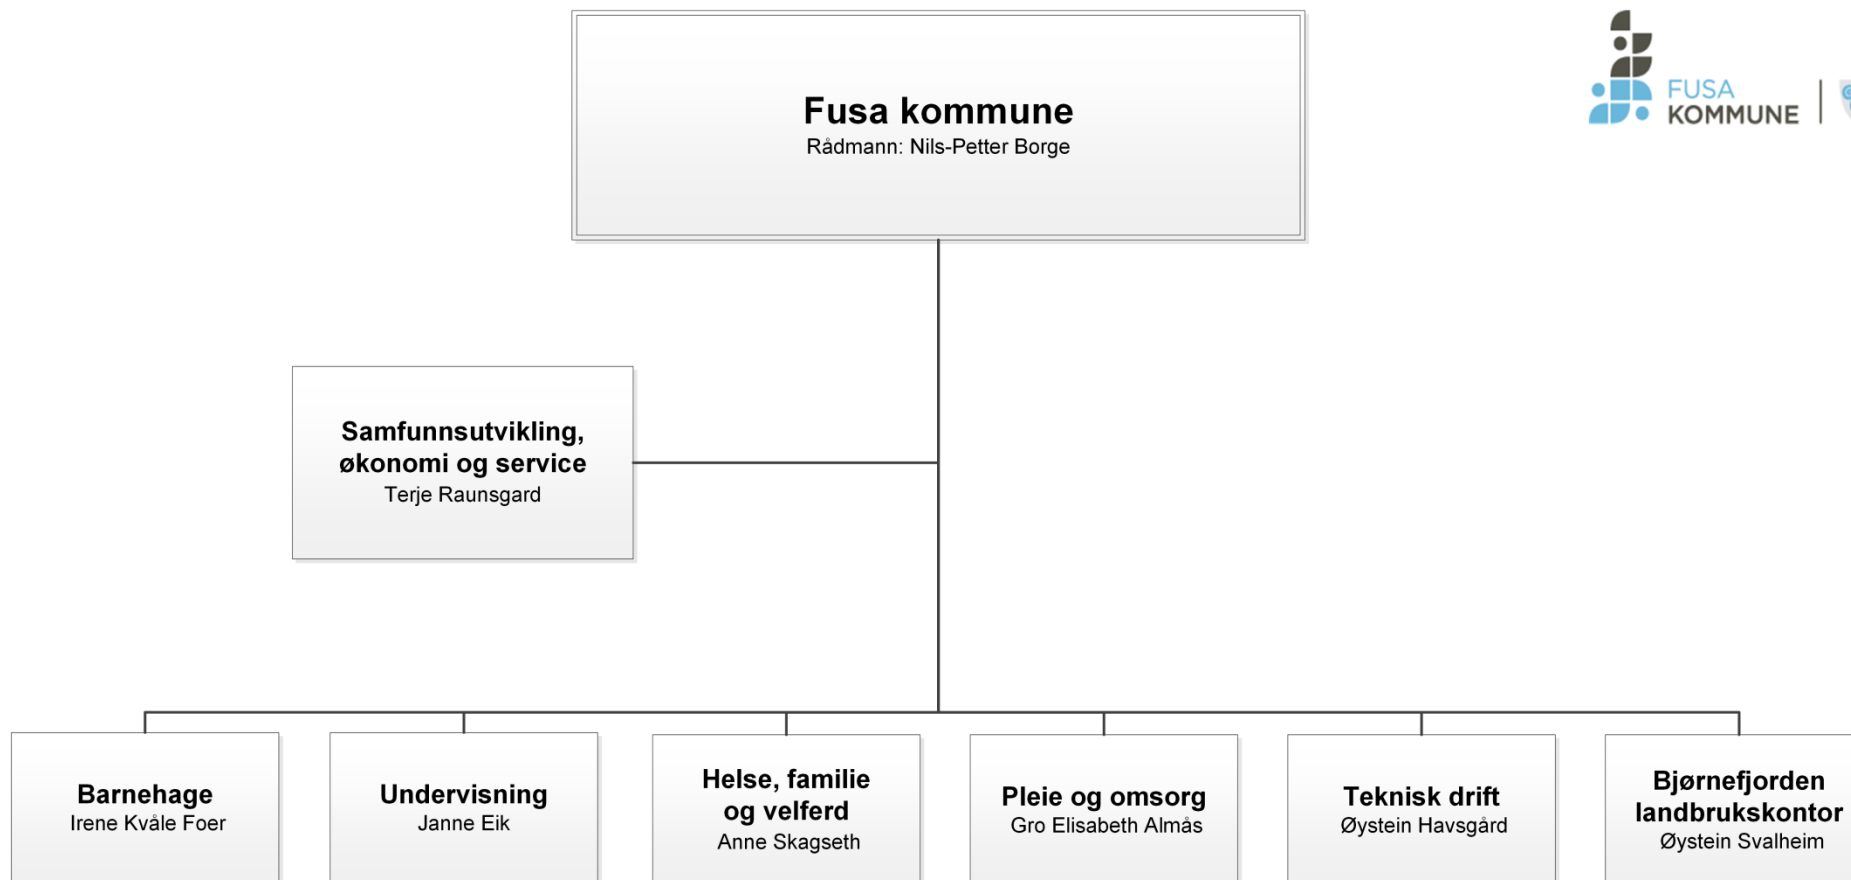 Fusa kommune
Rådmann: Nils-Petter Borge
FUSA
KOMMUNE
Samfunnsutvikling,
økonomi og service
Terje Raunsgard
Barnehage
Irene Kvåle Foer
Undervisning
Janne Eik
Helse, familie
og velferd
Anne Skagseth
Pleie og omsorg
Gro Elisabeth Almås
Teknisk drift
Øystein Havsgård
Bjørnefjorden
landbrukskontor
Øystein Svalheim